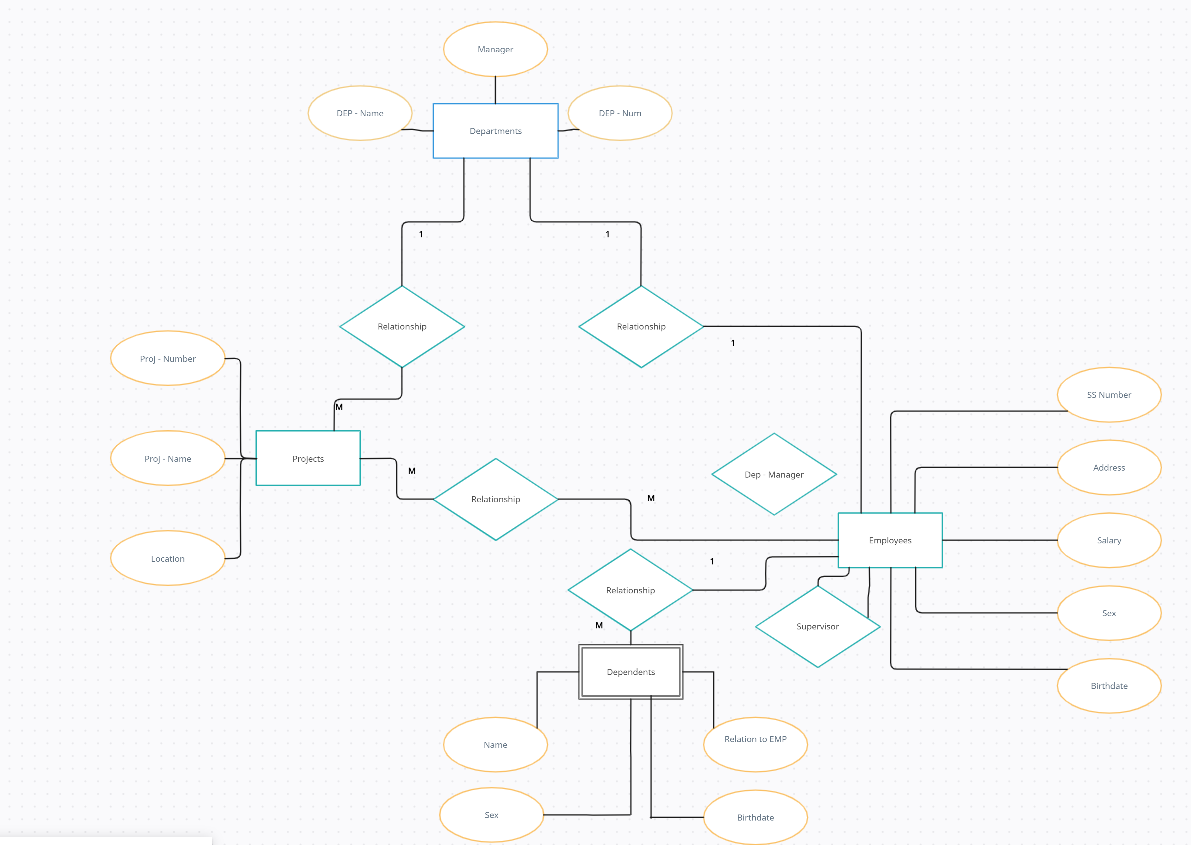 Manager
DEP - Name
DEP - Num
Departments
1
1
Relationship
Relationship
1
Proj - Number
M
SS Number
Proj - Name
Projects
M
Dep - Manager
Address
Relationship
M
Location
Employees
Salary
1
Relationship
M
Supervisor
Sex
Dependents
Birthdate
Name
Relation to EMP
Sex
Birthdate